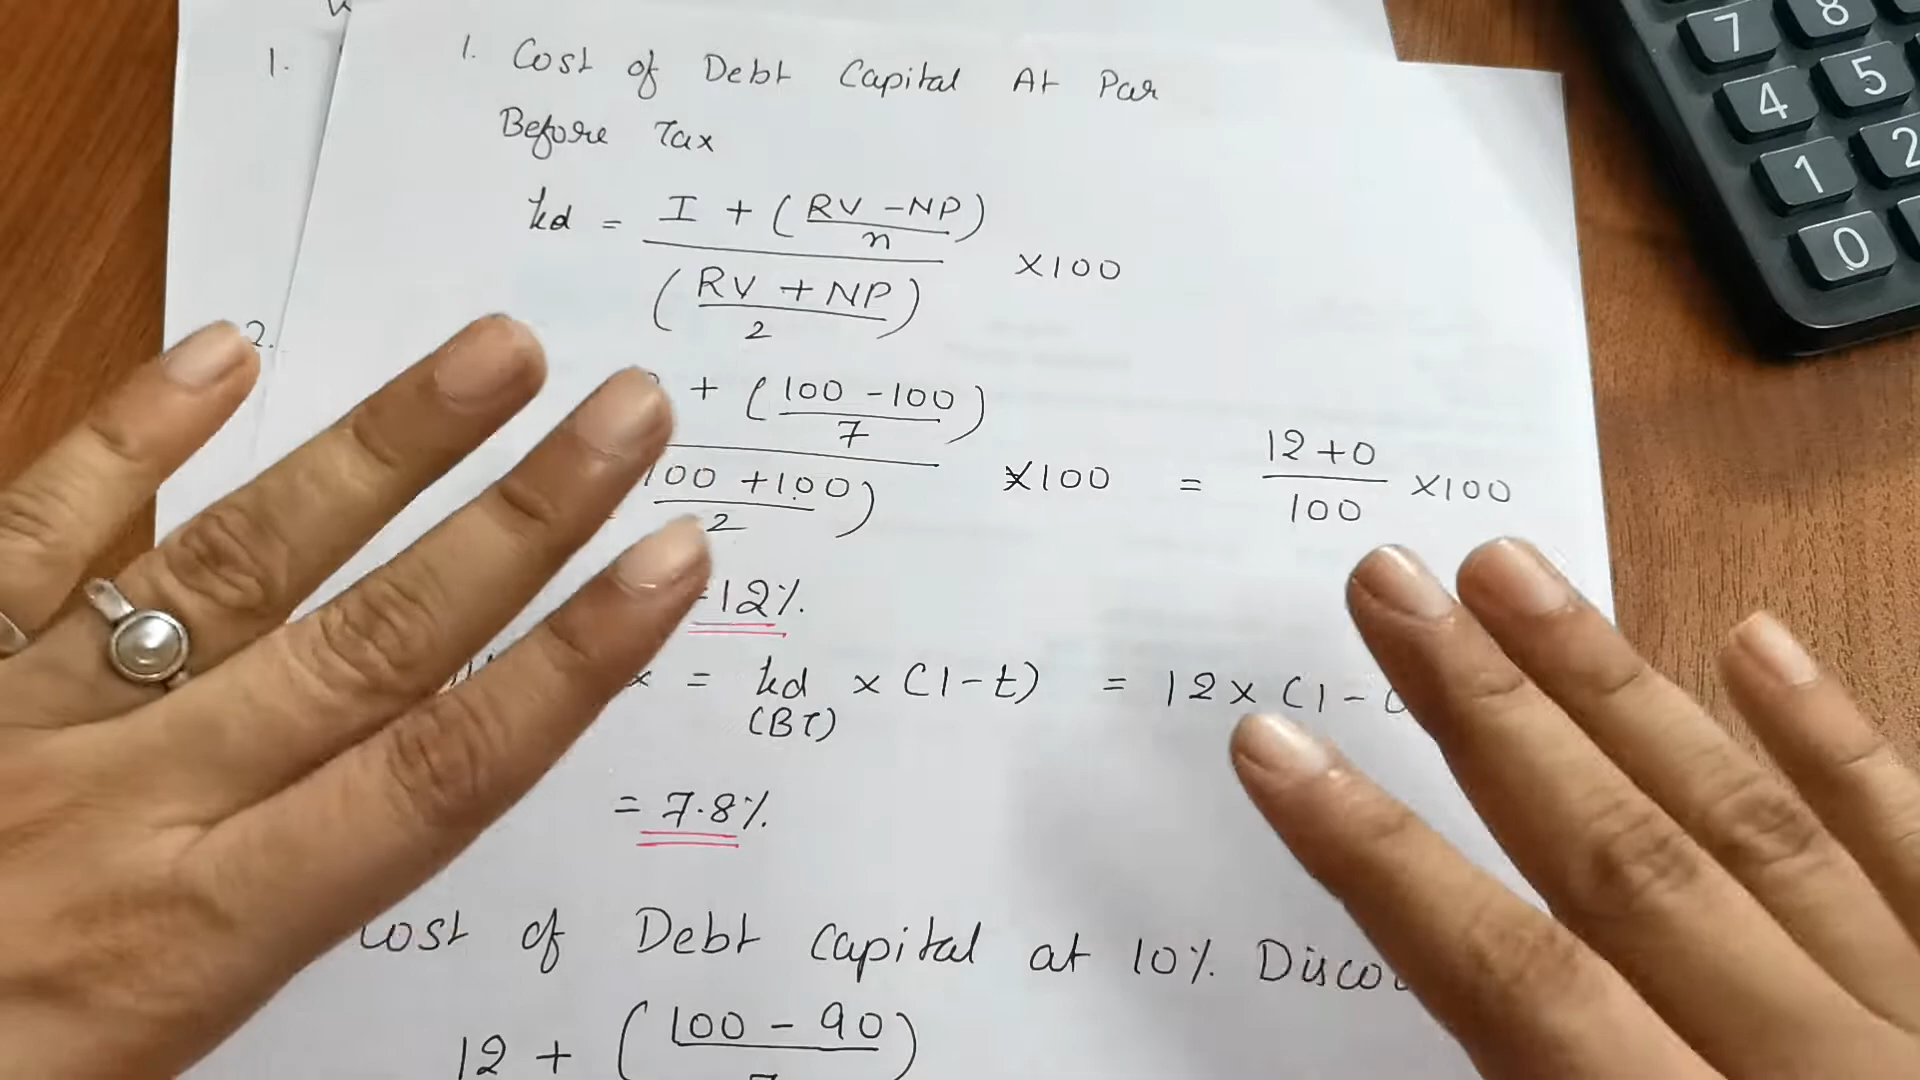 1.
1. Cost of Debt Capital At Par
Before Tax
kd = I + (RV - NP / n) / (RV + NP / 2) ×100
2.
+ (100 - 100 / 7) / 100 + 100) / 2 ×100 = 12 + 0 / 100 ×100
= 12%.
= kd (BT) × (1 - t) = 12 × (1 -
= 7.8%.
Cost of Debt Capital at 10%
12 + (100 - 90)
7 8
4 5
1 2
0